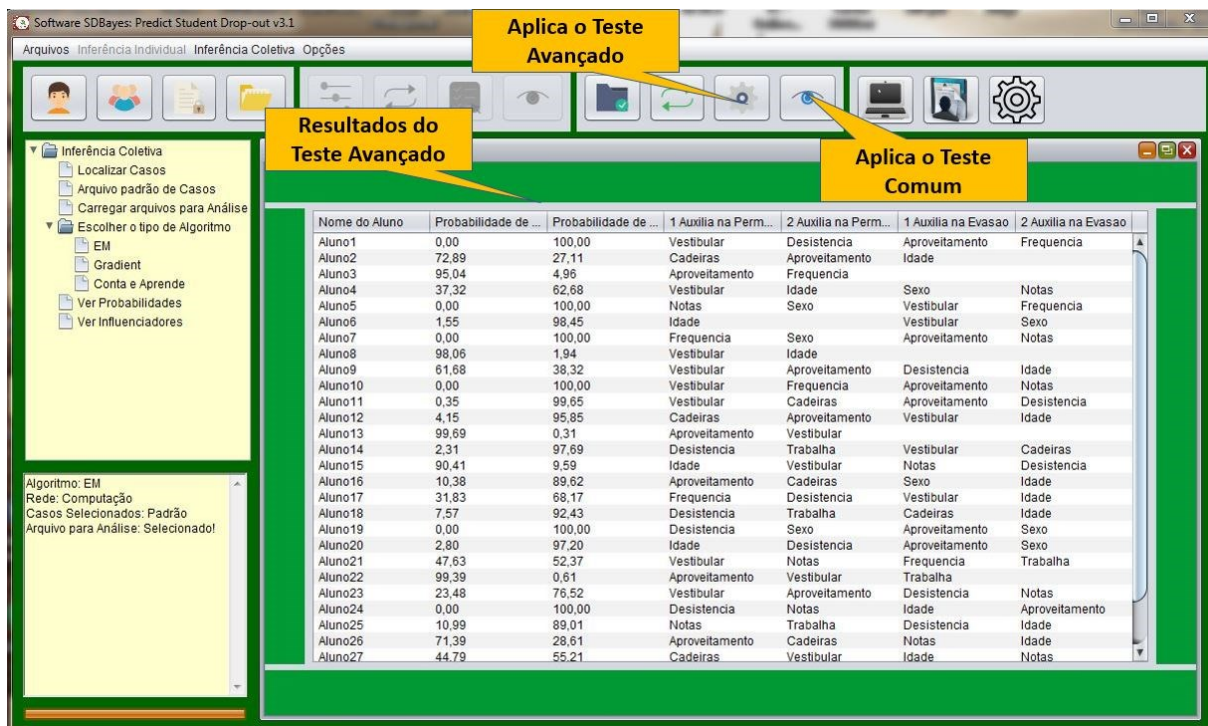 Software SDBayes: Predict Student Drop-out v3.1
Arquivos Inferência Individual Inferência Coletiva Opções
Aplica o Teste
Avançado
Resultados do
Teste Avançado
Aplica o Teste
Comum
Inferência Coletiva
Localizar Casos
Arquivo padrão de Casos
Carregar arquivos para Análise
Escolher o tipo de Algoritmo
EM
Gradient
Conta e Aprende
Ver Probabilidades
Ver Influenciadores
Algoritmo: EM
Rede: Computação
Casos Selecionados: Padrão
Arquivo para Análise: Selecionado!
Nome do Aluno Probabilidade de ... Probabilidade de ... 1 Auxilia na Perm... 2 Auxilia na Perm... 1 Auxilia na Evasao 2 Auxilia na Evasao
Aluno1 0,00 100,00 Vestibular Desistencia Aproveitamento Frequencia
Aluno2 72,89 27,11 Cadeiras Aproveitamento Idade
Aluno3 95,04 4,96 Aproveitamento Frequencia
Aluno4 37,32 62,68 Vestibular Idade Sexo Notas
Aluno5 0,00 100,00 Notas Sexo Vestibular Frequencia
Aluno6 1,55 98,45 Idade Vestibular Sexo
Aluno7 0,00 100,00 Frequencia Sexo Aproveitamento Notas
Aluno8 98,06 1,94 Vestibular Idade
Aluno9 61,68 38,32 Vestibular Aproveitamento Desistencia Idade
Aluno10 0,00 100,00 Vestibular Frequencia Aproveitamento Notas
Aluno11 0,35 99,65 Vestibular Cadeiras Aproveitamento Desistencia
Aluno12 4,15 95,85 Cadeiras Aproveitamento Vestibular Idade
Aluno13 99,69 0,31 Aproveitamento Vestibular
Aluno14 2,31 97,69 Desistencia Trabalha Vestibular Cadeiras
Aluno15 90,41 9,59 Idade Vestibular Notas Desistencia
Aluno16 10,38 89,62 Aproveitamento Cadeiras Sexo Idade
Aluno17 31,83 68,17 Frequencia Desistencia Vestibular Idade
Aluno18 7,57 92,43 Desistencia Trabalha Cadeiras Idade
Aluno19 0,00 100,00 Desistencia Sexo Aproveitamento Sexo
Aluno20 2,80 97,20 Idade Desistencia Aproveitamento Sexo
Aluno21 47,63 52,37 Vestibular Notas Frequencia Trabalha
Aluno22 99,39 0,61 Aproveitamento Vestibular Trabalha
Aluno23 23,48 76,52 Vestibular Aproveitamento Desistencia Notas
Aluno24 0,00 100,00 Desistencia Notas Idade Aproveitamento
Aluno25 10,99 89,01 Notas Trabalha Desistencia Idade
Aluno26 71,39 28,61 Aproveitamento Cadeiras Notas Idade
Aluno27 44,79 55,21 Cadeiras Vestibular Idade Notas